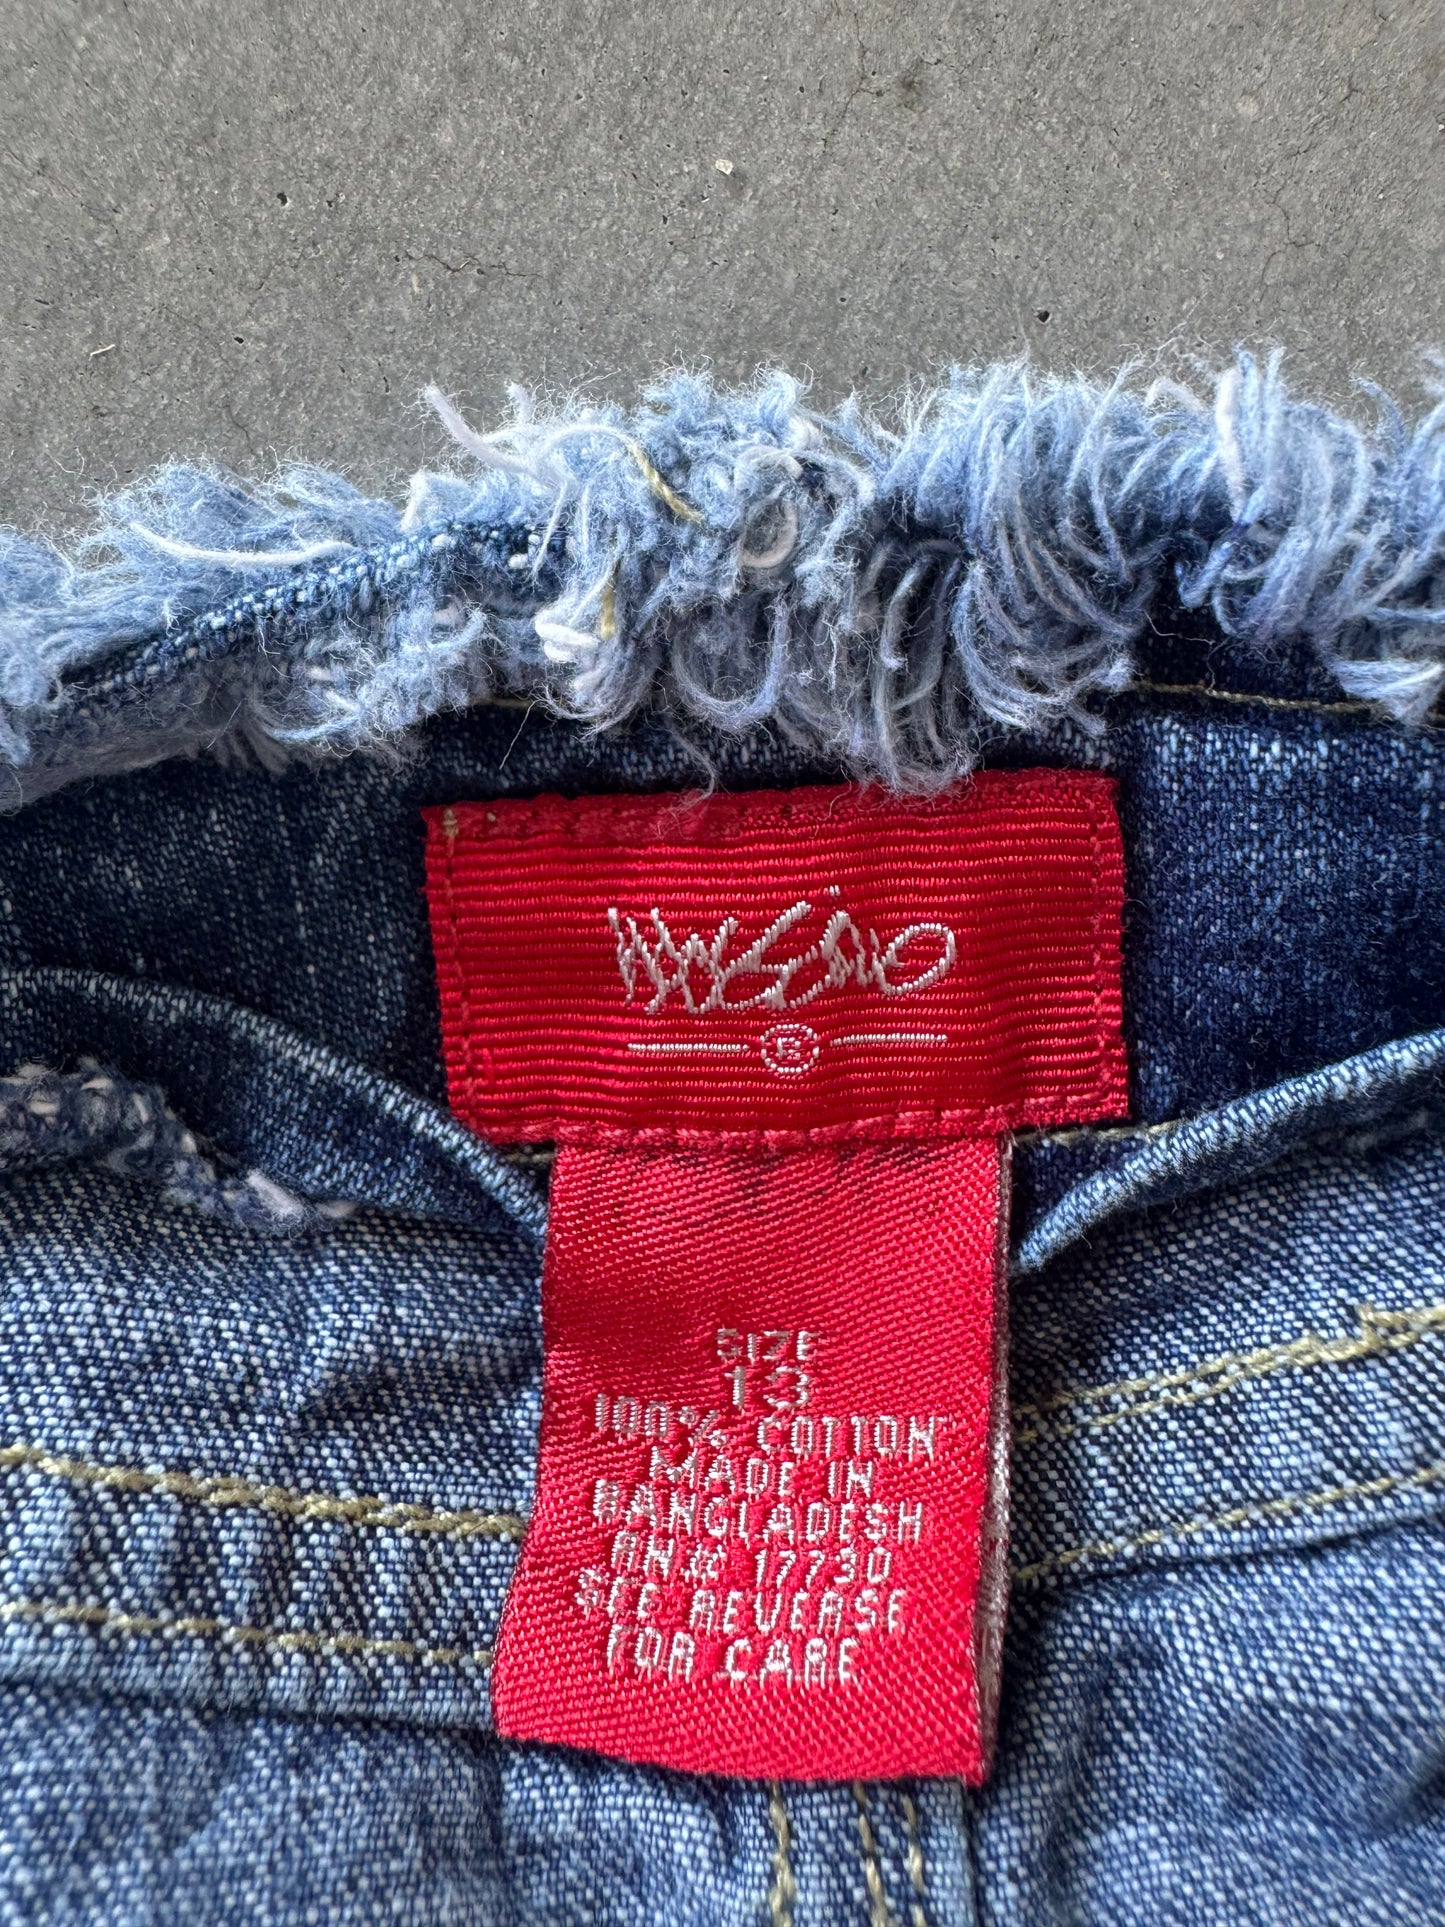 Mossimo
®
SIZE
13
100% COTTON
MADE IN
BANGLADESH
RN# 17730
SEE REVERSE
FOR CARE